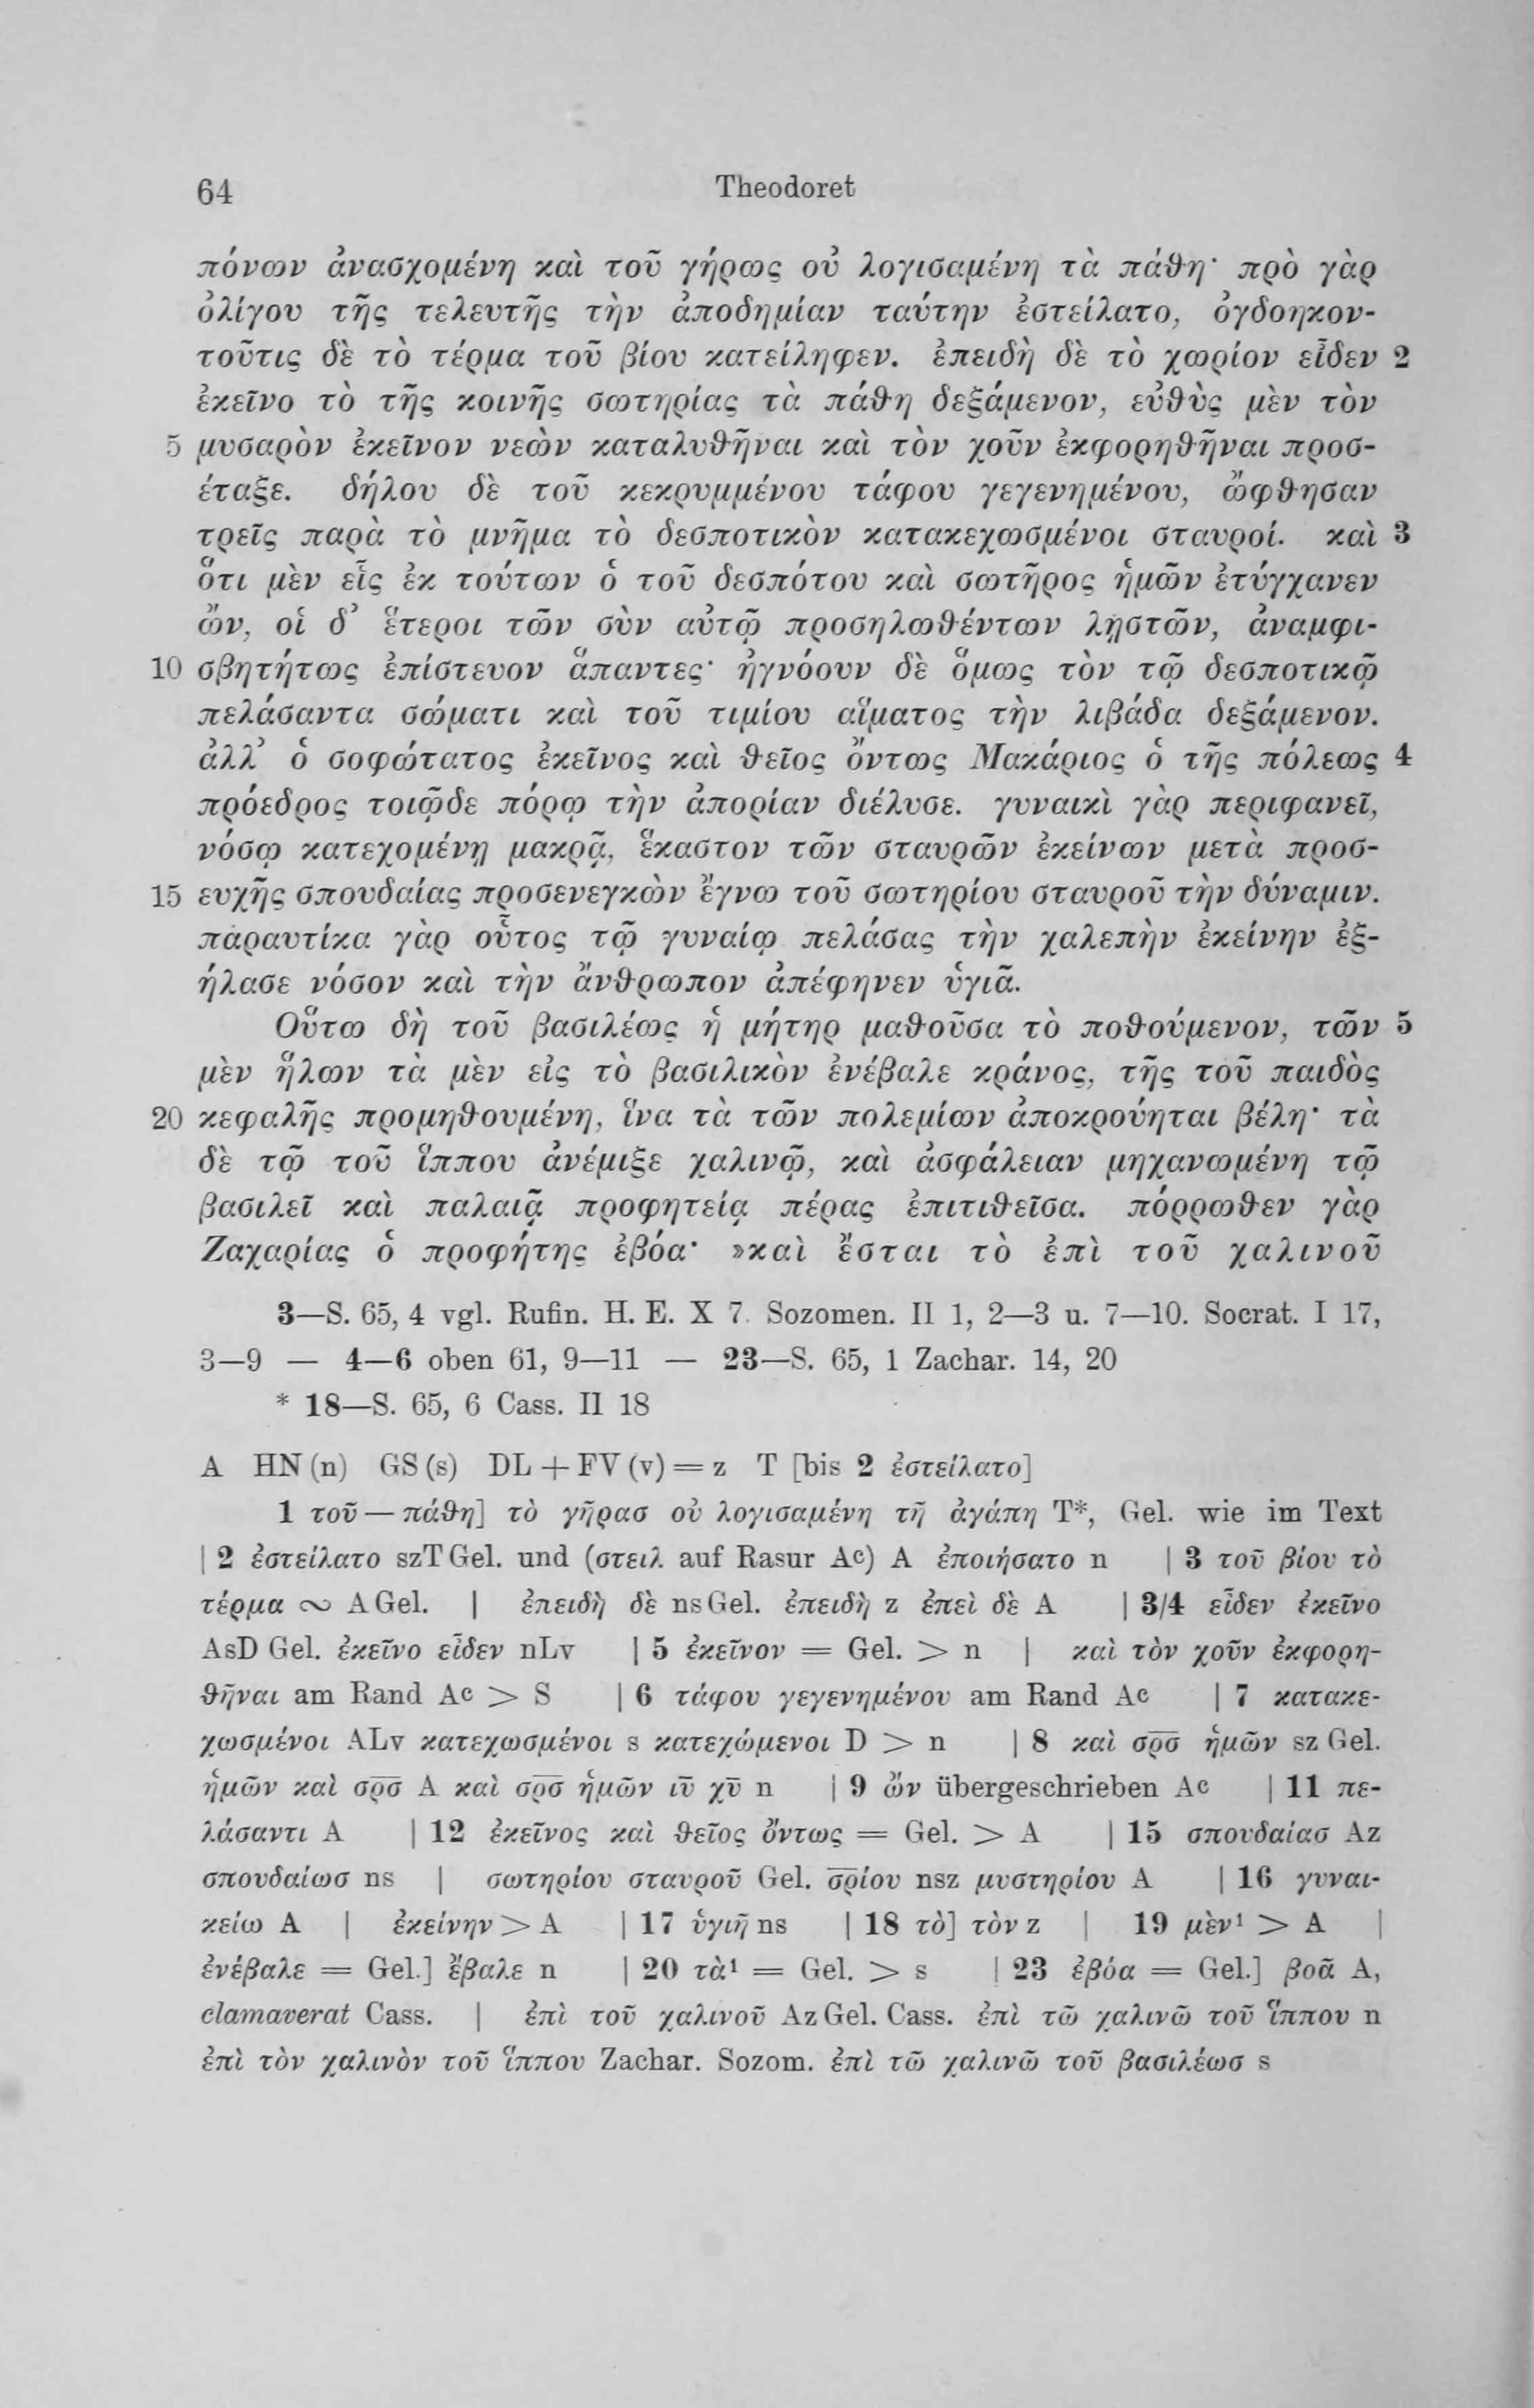 64 Theodoret
πόνων ἀνασχομένη καὶ τοῦ γήρως οὐ λογισαμένη τὰ πάθη· πρὸ γὰρ
ὀλίγου τῆς τελευτῆς τὴν ἀποδημίαν ταύτην ἐστείλατο, ὀγδοηκον-
τοῦτις δὲ τὸ τέρμα τοῦ βίου κατείληφεν. ἐπειδὴ δὲ τὸ χωρίον εἶδεν 2
ἐκεῖνο τὸ τῆς κοινῆς σωτηρίας τὰ πάθη δεξάμενον, εὐθὺς μὲν τὸν
5 μυσαρὸν ἐκεῖνον νεὼν καταλυθῆναι καὶ τὸν χοῦν ἐκφορηθῆναι προσ-
έταξε. δήλου δὲ τοῦ κεκρυμμένου τάφου γεγενημένου, ὤφθησαν
τρεῖς παρὰ τὸ μνῆμα τὸ δεσποτικὸν κατακεχωσμένοι σταυροί. καὶ 3
ὅτι μὲν εἷς ἐκ τούτων ὁ τοῦ δεσπότου καὶ σωτῆρος ἡμῶν ἐτύγχανεν
ὤν, οἱ δ’ ἕτεροι τῶν σὺν αὐτῷ προσηλωθέντων λῃστῶν, ἀναμφι-
10 σβητήτως ἐπίστευον ἅπαντες· ἠγνόουν δὲ ὅμως τὸν τῷ δεσποτικῷ
πελάσαντα σώματι καὶ τοῦ τιμίου αἵματος τὴν λιβάδα δεξάμενον.
ἀλλ’ ὁ σοφώτατος ἐκεῖνος καὶ θεῖος ὄντως Μακάριος ὁ τῆς πόλεως 4
πρόεδρος τοιῷδε πόρῳ τὴν ἀπορίαν διέλυσε. γυναικὶ γὰρ περιφανεῖ,
νόσῳ κατεχομένῃ μακρᾷ, ἕκαστον τῶν σταυρῶν ἐκείνων μετὰ προσ-
15 ευχῆς σπουδαίας προσενεγκὼν ἔγνω τοῦ σωτηρίου σταυροῦ τὴν δύναμιν.
παραυτίκα γὰρ οὗτος τῷ γυναίῳ πελάσας τὴν χαλεπὴν ἐκείνην ἐξ-
ήλασε νόσον καὶ τὴν ἄνθρωπον ἀπέφηνεν ὑγιᾶ.
Οὕτω δὴ τοῦ βασιλέως ἡ μήτηρ μαθοῦσα τὸ ποθούμενον, τῶν 5
μὲν ἥλων τὰ μὲν εἰς τὸ βασιλικὸν ἐνέβαλε κράνος, τῆς τοῦ παιδὸς
20 κεφαλῆς προμηθουμένη, ἵνα τὰ τῶν πολεμίων ἀποκρούηται βέλη· τὰ
δὲ τῷ τοῦ ἵππου ἀνέμιξε χαλινῷ, καὶ ἀσφάλειαν μηχανωμένη τῷ
βασιλεῖ καὶ παλαιᾷ προφητείᾳ πέρας ἐπιτιθεῖσα. πόρρωθεν γὰρ
Ζαχαρίας ὁ προφήτης ἐβόα· »καὶ ἔσται τὸ ἐπὶ τοῦ χαλινοῦ
3—S. 65, 4 vgl. Rufin. H. E. X 7. Sozomen. II 1, 2—3 u. 7—10. Socrat. I 17,
3—9 — 4—6 oben 61, 9—11 — 23—S. 65, 1 Zachar. 14, 20
* 18—S. 65, 6 Cass. II 18
A HN (n) GS (s) DL + FV (v) = z T [bis 2 ἐστείλατο]
1 τοῦ — πάθη] τὸ γῆρασ οὐ λογισαμένη τῆ ἀγάπη T*, Gel. wie im Text
| 2 ἐστείλατο szT Gel. und (στειλ auf Rasur Aᶜ) A ἐποιήσατο n | 3 τοῦ βίου τὸ
τέρμα ∾ A Gel. | ἐπειδὴ δὲ ns Gel. ἐπειδὴ z ἐπεὶ δὲ A | 3/4 εἶδεν ἐκεῖνο
AsD Gel. ἐκεῖνο εἶδεν nLv | 5 ἐκεῖνον = Gel. > n | καὶ τὸν χοῦν ἐκφορη-
θῆναι am Rand Aᶜ > S | 6 τάφου γεγενημένου am Rand Aᶜ | 7 κατακε-
χωσμένοι ALv κατεχωσμένοι s κατεχώμενοι D > n | 8 καὶ σ̅ρ̅σ̅ ἡμῶν sz Gel.
ἡμῶν καὶ σ̅ρ̅σ̅ A καὶ σ̅ρ̅σ̅ ἡμῶν ι̅υ̅ χ̅υ̅ n | 9 ὤν übergeschrieben Aᶜ | 11 πε-
λάσαντι A | 12 ἐκεῖνος καὶ θεῖος ὄντως = Gel. > A | 15 σπουδαίασ Az
σπουδαίωσ ns | σωτηρίου σταυροῦ Gel. σ̅ρ̅ίου nsz μυστηρίου A | 16 γυναι-
κείω A | ἐκείνην > A | 17 ὑγιῆ ns | 18 τὸ] τὸν z | 19 μὲν¹ > A |
ἐνέβαλε = Gel.] ἔβαλε n | 20 τὰ¹ = Gel. > s | 23 ἐβόα = Gel.] βοᾶ A,
clamaverat Cass. | ἐπὶ τοῦ χαλινοῦ Az Gel. Cass. ἐπὶ τῶ χαλινῶ τοῦ ἵππου n
ἐπὶ τὸν χαλινὸν τοῦ ἵππου Zachar. Sozom. ἐπὶ τῶ χαλινῶ τοῦ βασιλέωσ s